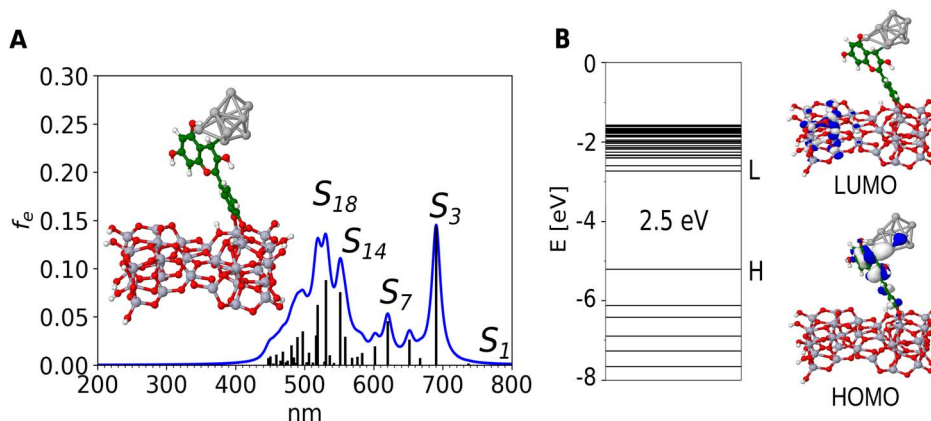 A
f_e
0.30
0.25
0.20
0.15
0.10
0.05
0.00
200 300 400 500 600 700 800
nm
S_18
S_14
S_7
S_3
S_1
B
E [eV]
0
-2
-4
-6
-8
2.5 eV
L
H
LUMO
HOMO